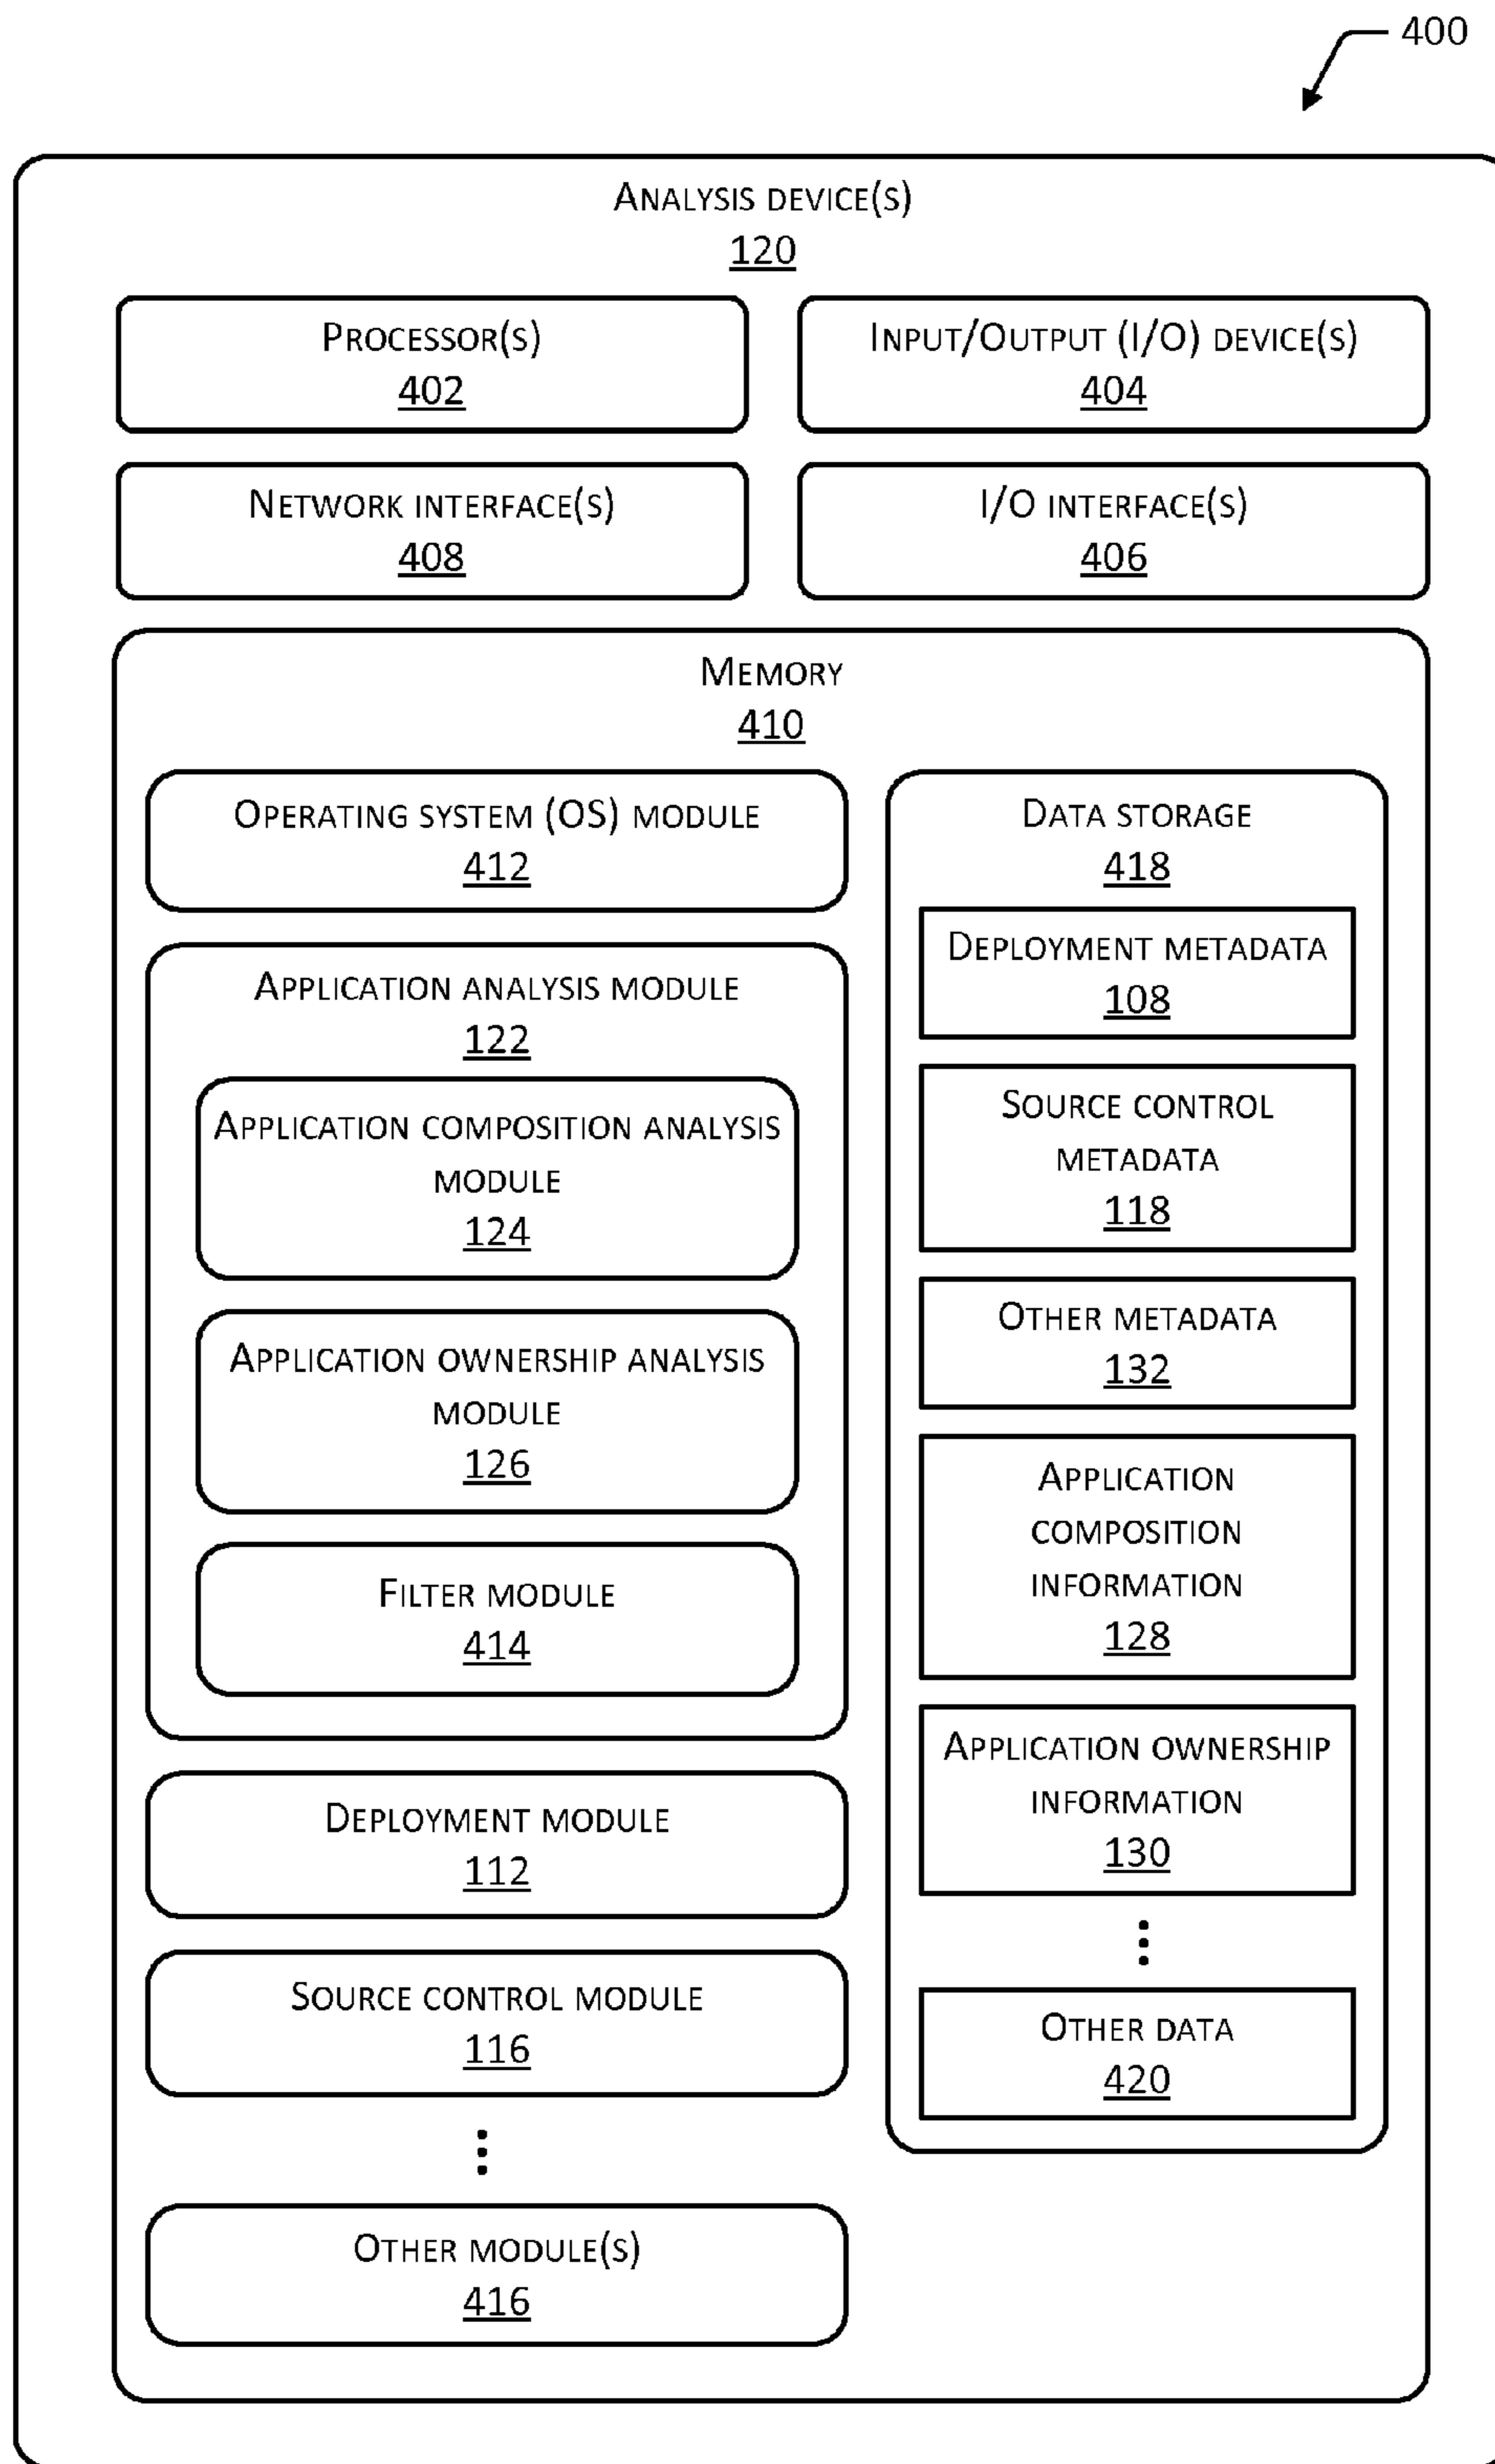 400
Analysis device(s)
120
Processor(s)
402
Input/Output (I/O) device(s)
404
Network interface(s)
408
I/O interface(s)
406
Memory
410
Operating system (OS) module
412
Application analysis module
122
Application composition analysis
module
124
Application ownership analysis
module
126
Filter module
414
Deployment module
112
Source control module
116
Other module(s)
416
Data storage
418
Deployment metadata
108
Source control
metadata
118
Other metadata
132
Application
composition
information
128
Application ownership
information
130
Other data
420